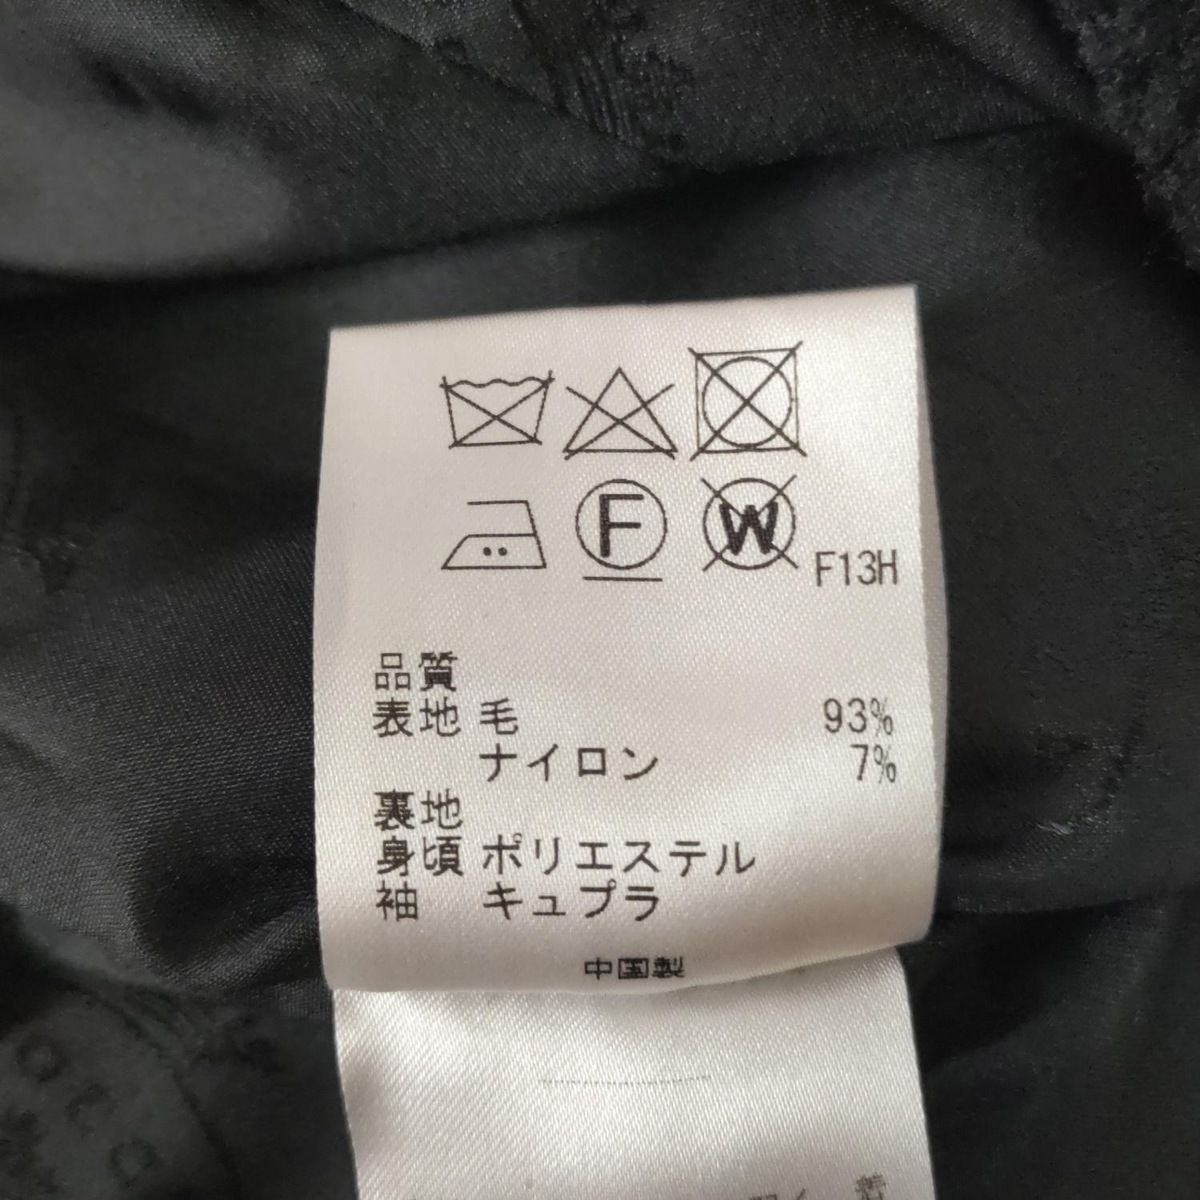 F
W
F13H
品質
表地 毛 93%
ナイロン 7%
裏地
身頃 ポリエステル
袖 キュプラ
中国製
着